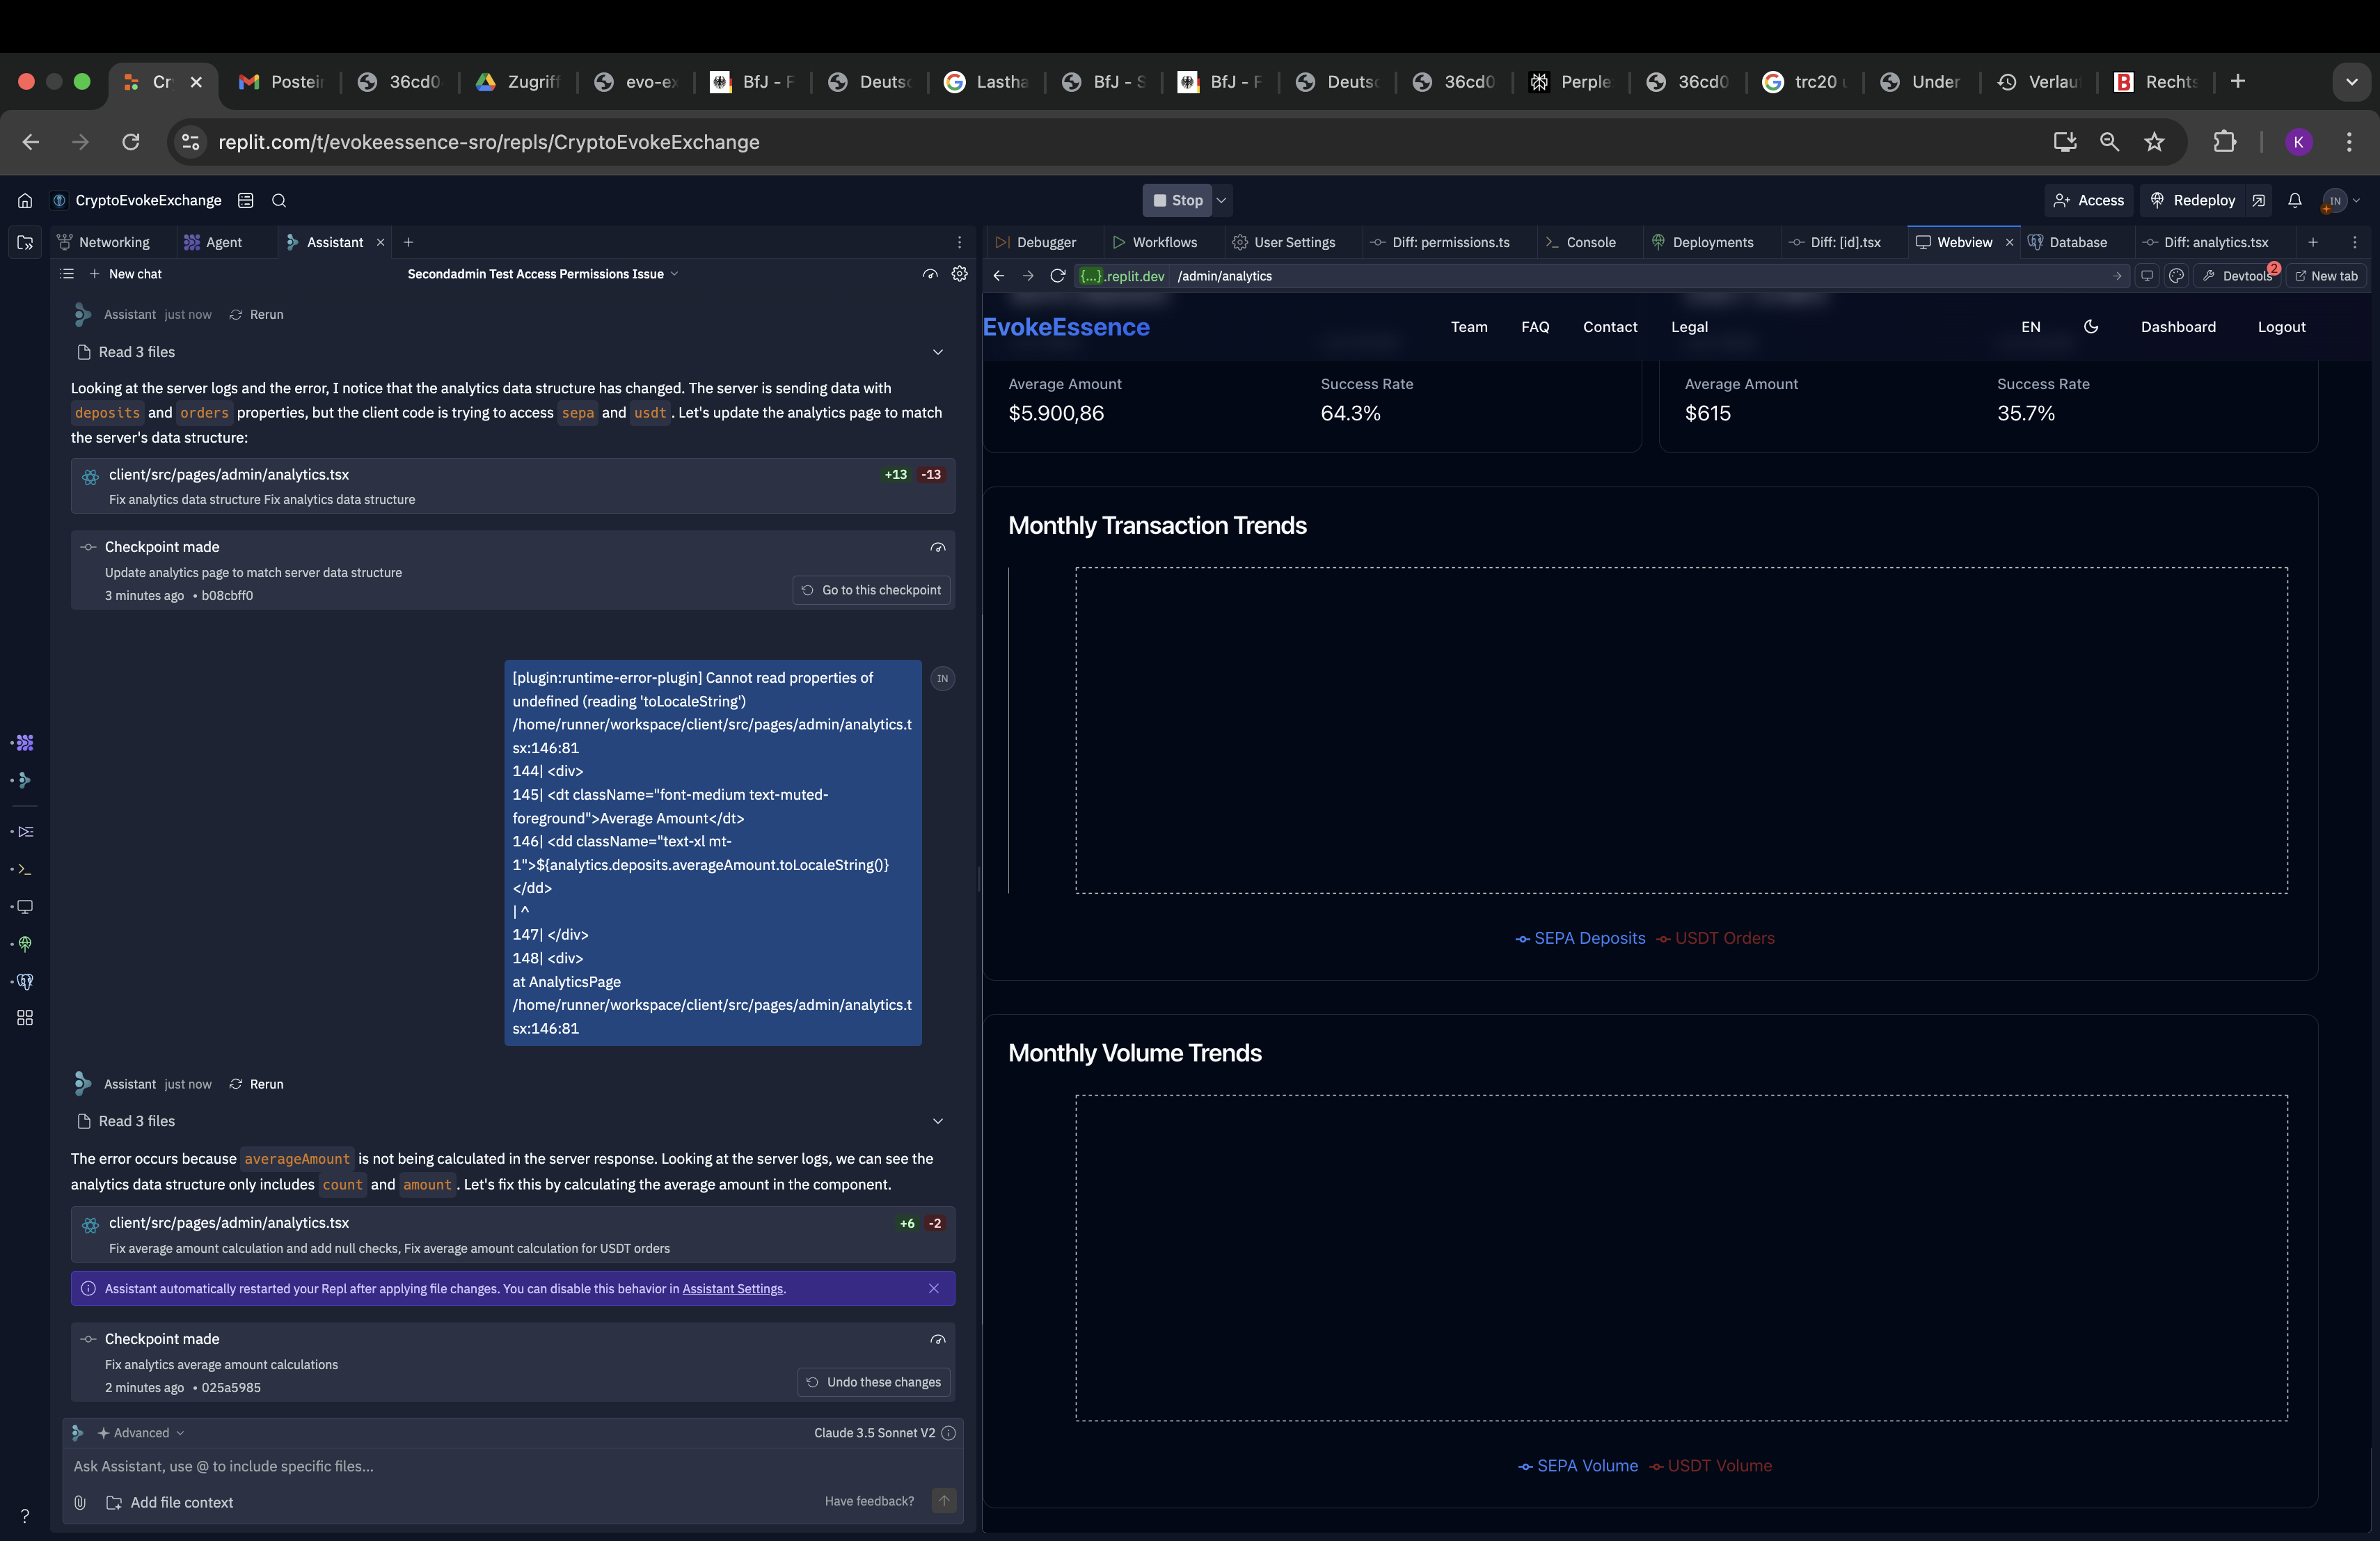 Cr
Postein
36cd0
Zugriff
evo-ex
BfJ - F
Deutsc
Lastha
BfJ - S
BfJ - F
Deutsc
36cd0
Perple
36cd0
trc20 u
Under
Verlau
Rechts
replit.com/t/evokeessence-sro/repls/CryptoEvokeExchange
K
CryptoEvokeExchange
Stop
Access
Redeploy
IN
Networking
Agent
Assistant
Debugger
Workflows
User Settings
Diff: permissions.ts
Console
Deployments
Diff: [id].tsx
Webview
Database
Diff: analytics.tsx
New chat
Secondadmin Test Access Permissions Issue
{...}.replit.dev /admin/analytics
Devtools
2
New tab
Assistant just now Rerun
Read 3 files
Looking at the server logs and the error, I notice that the analytics data structure has changed. The server is sending data with
deposits and orders properties, but the client code is trying to access sepa and usdt. Let's update the analytics page to match
the server's data structure:
client/src/pages/admin/analytics.tsx +13 -13
Fix analytics data structure Fix analytics data structure
Checkpoint made
Update analytics page to match server data structure
3 minutes ago • b08cbff0
Go to this checkpoint
[plugin:runtime-error-plugin] Cannot read properties of
undefined (reading 'toLocaleString')
/home/runner/workspace/client/src/pages/admin/analytics.t
sx:146:81
144| <div>
145| <dt className="font-medium text-muted-
foreground">Average Amount</dt>
146| <dd className="text-xl mt-
1">${analytics.deposits.averageAmount.toLocaleString()}
</dd>
| ^
147| </div>
148| <div>
at AnalyticsPage
/home/runner/workspace/client/src/pages/admin/analytics.t
sx:146:81
IN
Assistant just now Rerun
Read 3 files
The error occurs because averageAmount is not being calculated in the server response. Looking at the server logs, we can see the
analytics data structure only includes count and amount. Let's fix this by calculating the average amount in the component.
client/src/pages/admin/analytics.tsx +6 -2
Fix average amount calculation and add null checks, Fix average amount calculation for USDT orders
Assistant automatically restarted your Repl after applying file changes. You can disable this behavior in Assistant Settings.
Checkpoint made
Fix analytics average amount calculations
2 minutes ago • 025a5985
Undo these changes
Advanced
Claude 3.5 Sonnet V2
Ask Assistant, use @ to include specific files...
Add file context
Have feedback?
?
EvokeEssence
Team
FAQ
Contact
Legal
EN
Dashboard
Logout
Average Amount
Success Rate
$5.900,86
64.3%
Average Amount
Success Rate
$615
35.7%
Monthly Transaction Trends
SEPA Deposits
USDT Orders
Monthly Volume Trends
SEPA Volume
USDT Volume